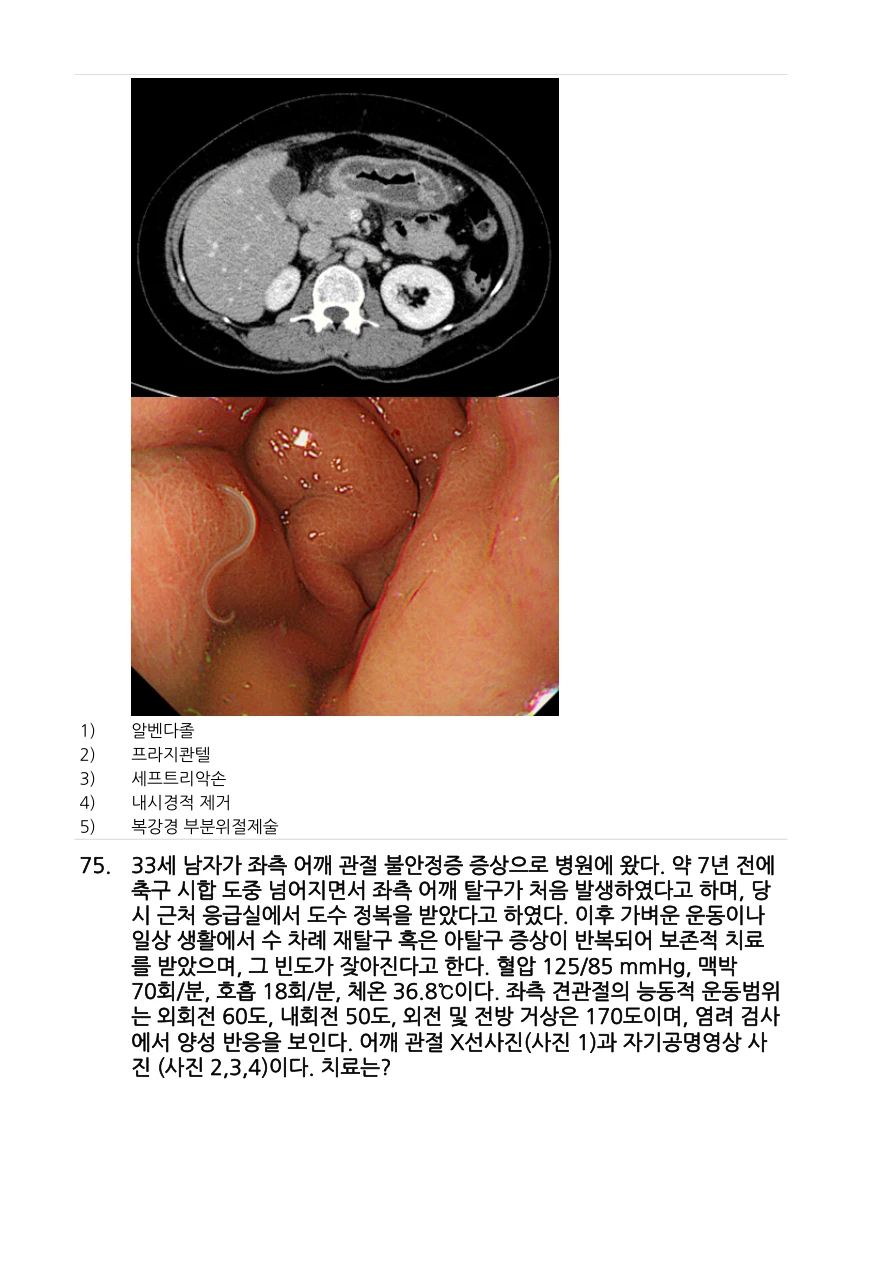 1) 알벤다졸
2) 프라지콴텔
3) 세프트리악손
4) 내시경적 제거
5) 복강경 부분위절제술
75. 33세 남자가 좌측 어깨 관절 불안정증 증상으로 병원에 왔다. 약 7년 전에
축구 시합 도중 넘어지면서 좌측 어깨 탈구가 처음 발생하였다고 하며, 당
시 근처 응급실에서 도수 정복을 받았다고 하였다. 이후 가벼운 운동이나
일상 생활에서 수 차례 재탈구 혹은 아탈구 증상이 반복되어 보존적 치료
를 받았으며, 그 빈도가 잦아진다고 한다. 혈압 125/85 mmHg, 맥박
70회/분, 호흡 18회/분, 체온 36.8℃이다. 좌측 견관절의 능동적 운동범위
는 외회전 60도, 내회전 50도, 외전 및 전방 거상은 170도이며, 염려 검사
에서 양성 반응을 보인다. 어깨 관절 X선사진(사진 1)과 자기공명영상 사
진 (사진 2,3,4)이다. 치료는?